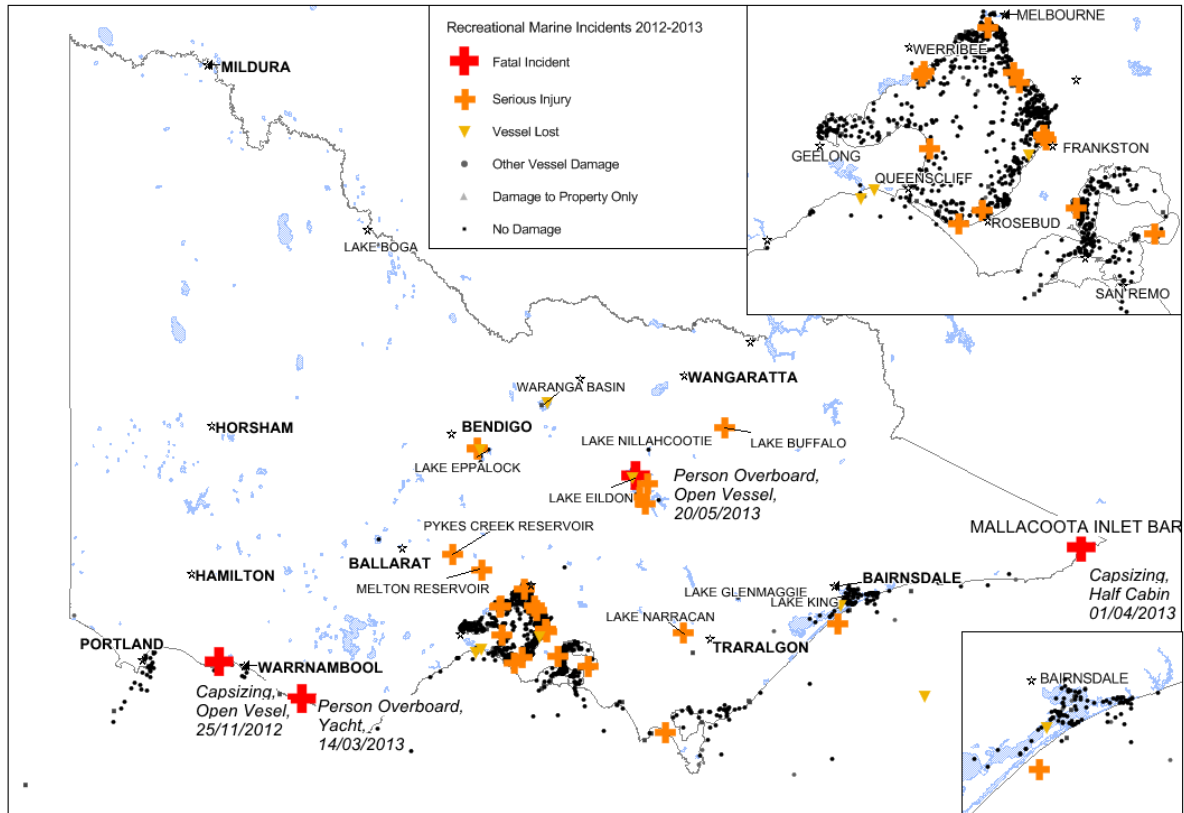 Recreational Marine Incidents 2012-2013
Fatal Incident
Serious Injury
Vessel Lost
Other Vessel Damage
Damage to Property Only
No Damage
MELBOURNE
WERRIBEE
GEELONG
FRANKSTON
QUEENSCLIFF
ROSEBUD
SAN REMO
MILDURA
LAKE BOGA
WANGARATTA
WARANGA BASIN
HORSHAM
BENDIGO
LAKE NILLAHCOOTIE
LAKE BUFFALO
LAKE EPPALOCK
LAKE EILDON
Person Overboard,
Open Vessel,
20/05/2013
PYKES CREEK RESERVOIR
MALLACOOTA INLET BAR
BALLARAT
HAMILTON
MELTON RESERVOIR
BAIRNSDALE
LAKE GLENMAGGIE
LAKE KING
Capsizing,
Half Cabin
01/04/2013
LAKE NARRACAN
TRARALGON
PORTLAND
WARRNAMBOOL
Capsizing,
Open Vesel,
25/11/2012
Person Overboard,
Yacht,
14/03/2013
BAIRNSDALE